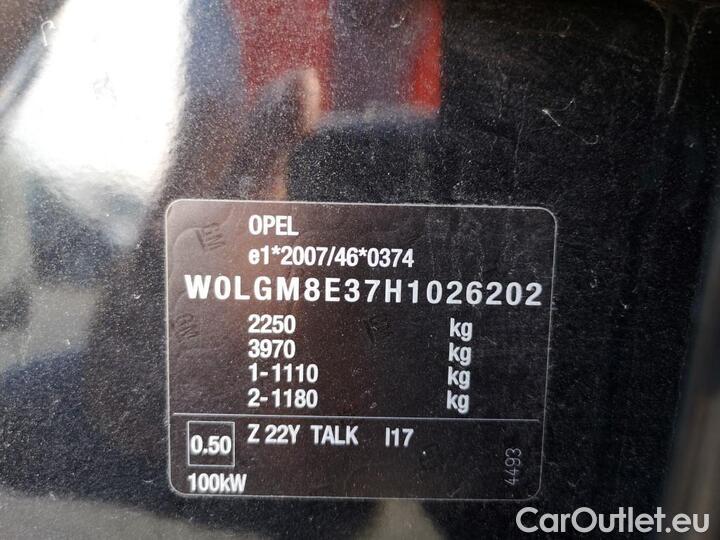 OPEL
e1*2007/46*0374
W0LGM8E37H1026202
2250 kg
3970 kg
1-1110 kg
2-1180 kg
0.50 Z 22Y TALK I17
100kW
4493
CarOutlet.eu